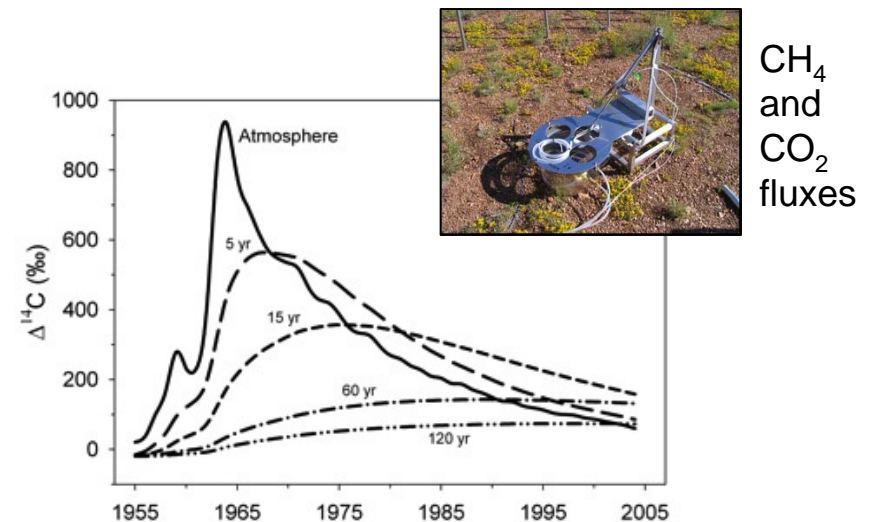 CH₄
and
CO₂
fluxes
1000
800
600
400
200
0
Δ¹⁴C (‰)
Atmosphere
5 yr
15 yr
60 yr
120 yr
1955 1965 1975 1985 1995 2005